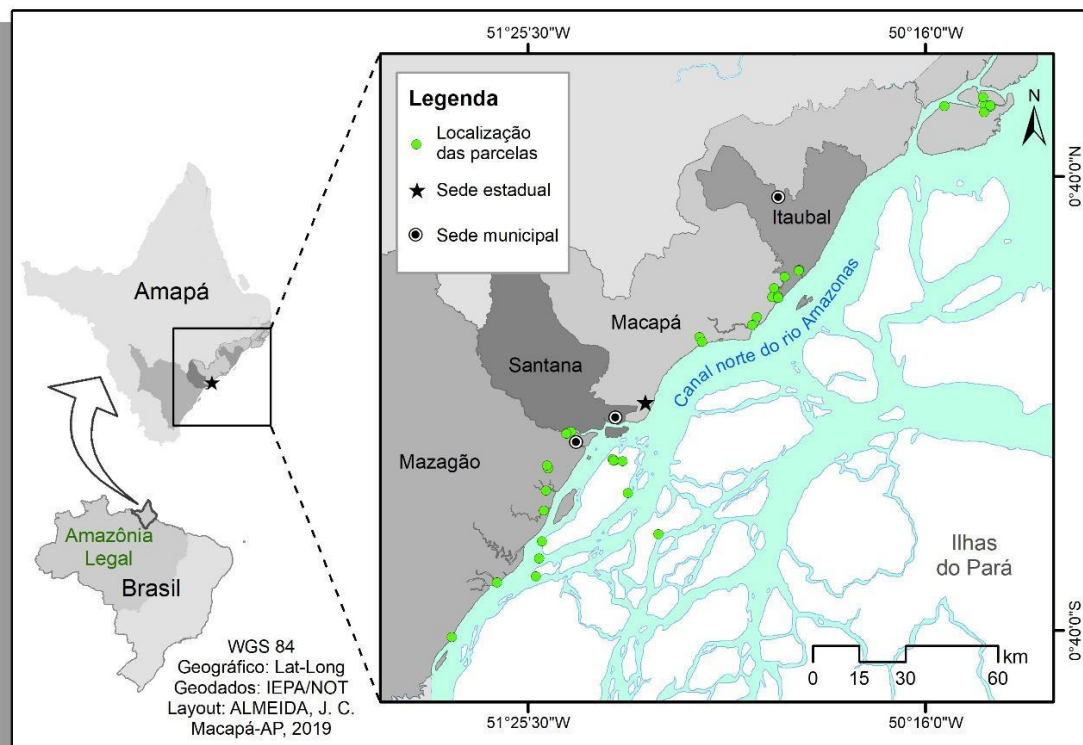 51°25'30"W
50°16'0"W
Legenda
Localização
das parcelas
Sede estadual
Sede municipal
N
0°40'0"N
Itaubal
Amapá
Macapá
Canal norte do rio Amazonas
Santana
Mazagão
Amazônia
Legal
Brasil
Ilhas
do Pará
0°40'0"S
WGS 84
Geográfico: Lat-Long
Geodados: IEPA/NOT
Layout: ALMEIDA, J. C.
Macapá-AP, 2019
km
0 15 30 60
51°25'30"W
50°16'0"W